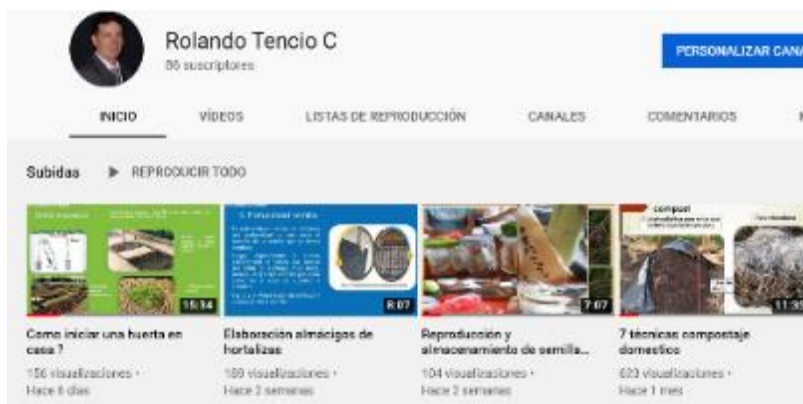 Rolando Tencio C
86 suscriptores
PERSONALIZAR CANA
INICIO VÍDEOS LISTAS DE REPRODUCCIÓN CANALES COMENTARIOS
Subidas REPRODUCIR TODO
compost
15:34 8:07 7:07 11:39
Como iniciar una huerta en casa ?
Elaboración almácigos de hortalizas
Reproducción y almacenamiento de semilla...
7 técnicas compostaje domestico
156 visualizaciones •
Hace 6 días
189 visualizaciones •
Hace 2 semanas
104 visualizaciones •
Hace 2 semanas
623 visualizaciones •
Hace 1 mes